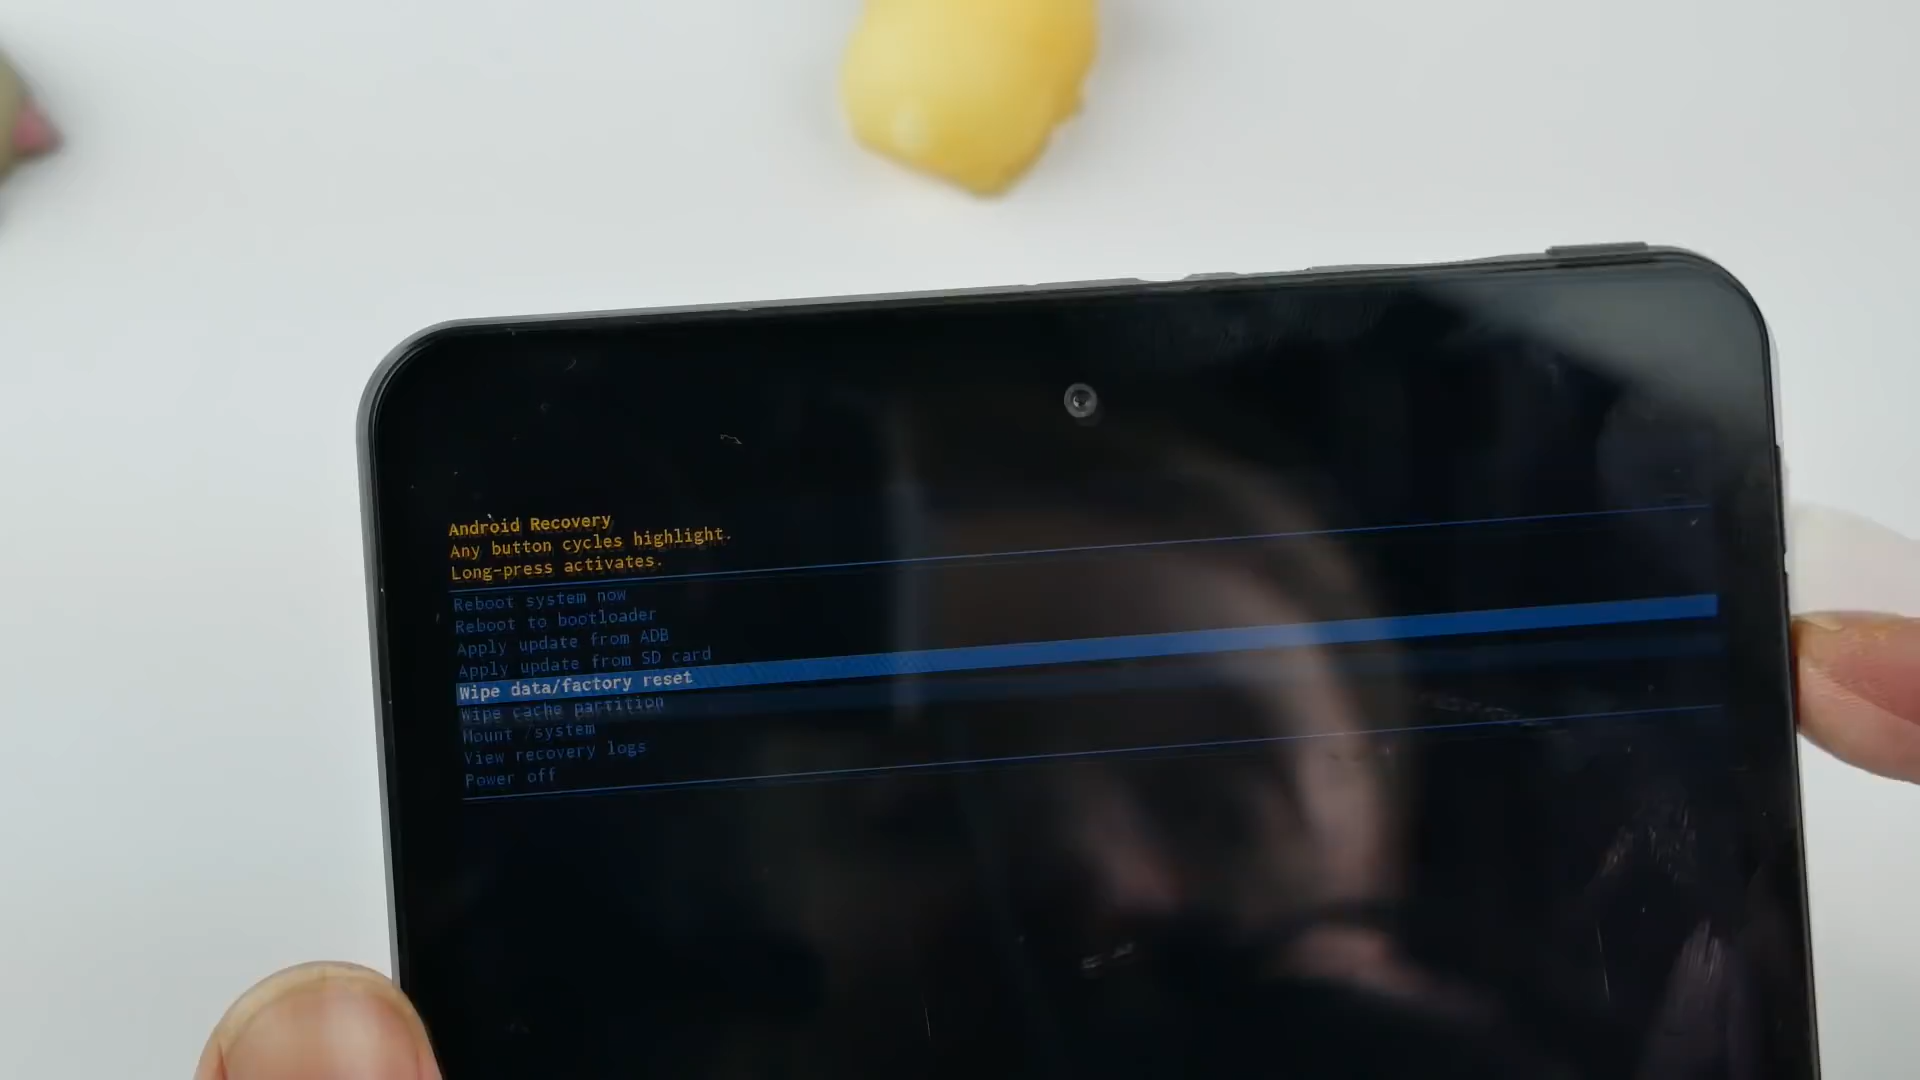 Android Recovery
Any button cycles highlight.
Long-press activates.
Reboot system now
Reboot to bootloader
Apply update from ADB
Apply update from SD card
Wipe data/factory reset
Wipe cache partition
Mount /system
View recovery logs
Power off